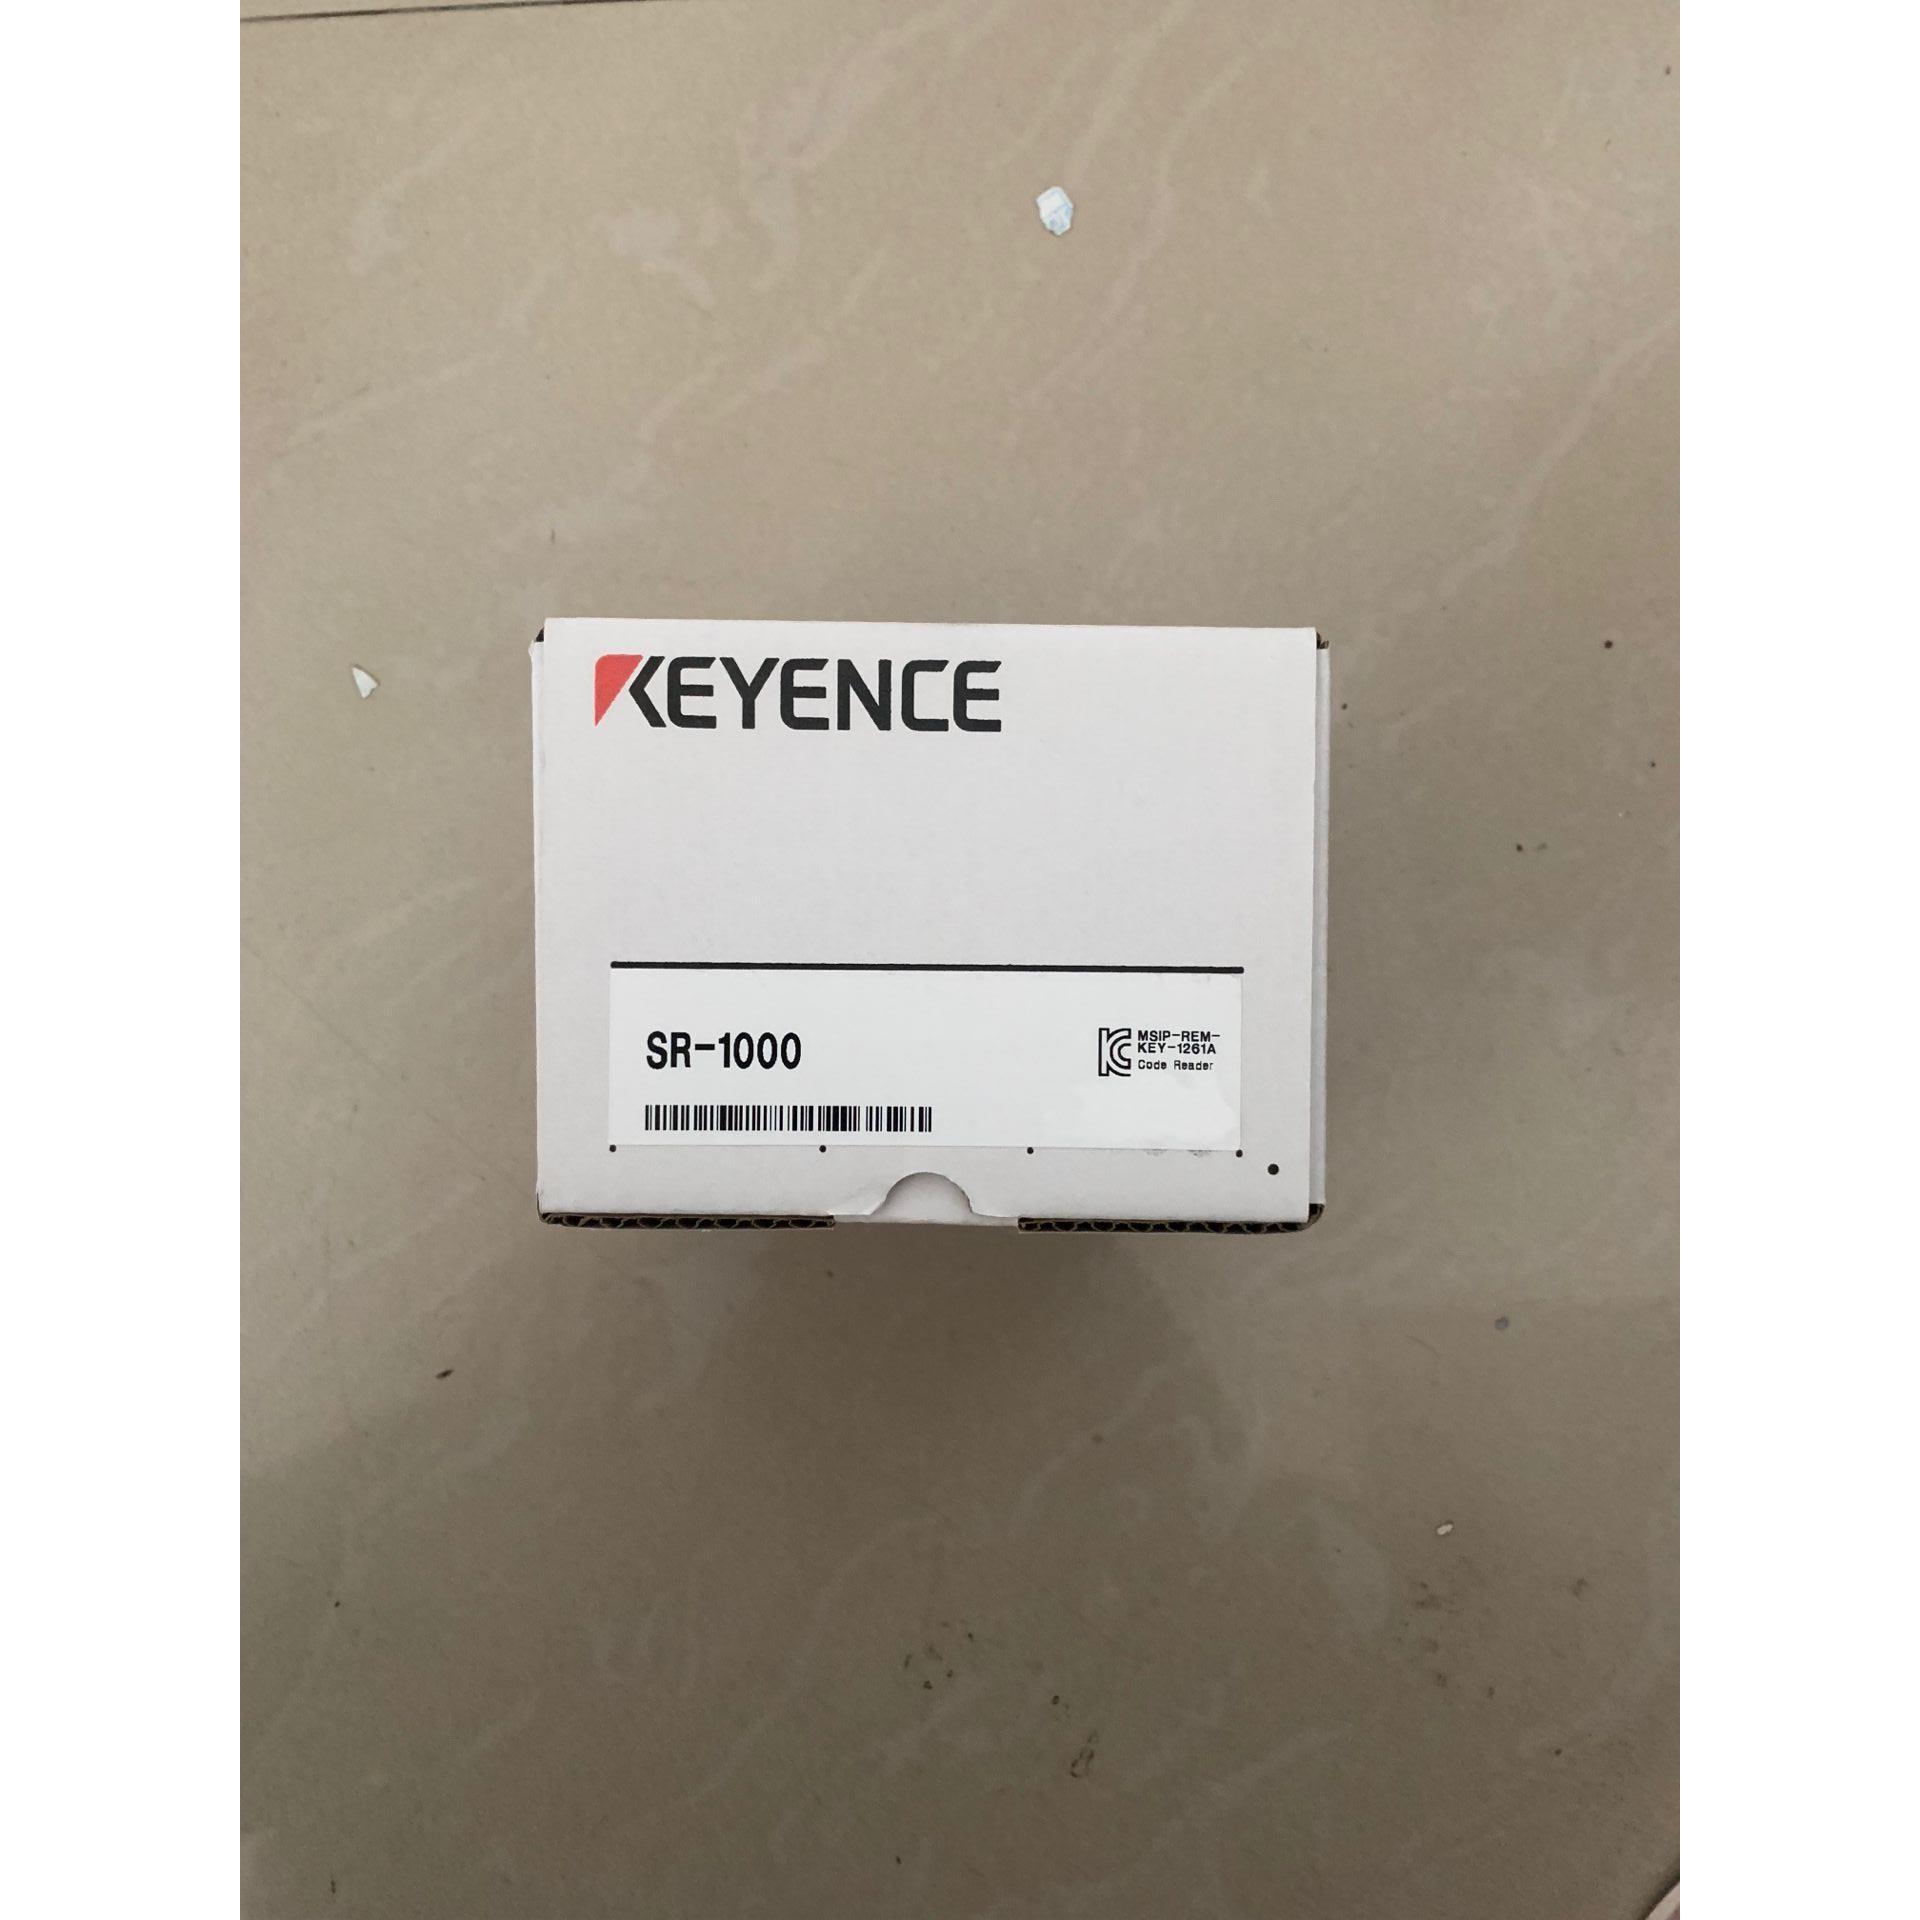 KEYENCE
SR-1000
MSIP-REM-
KEY-1261A
Code Reader